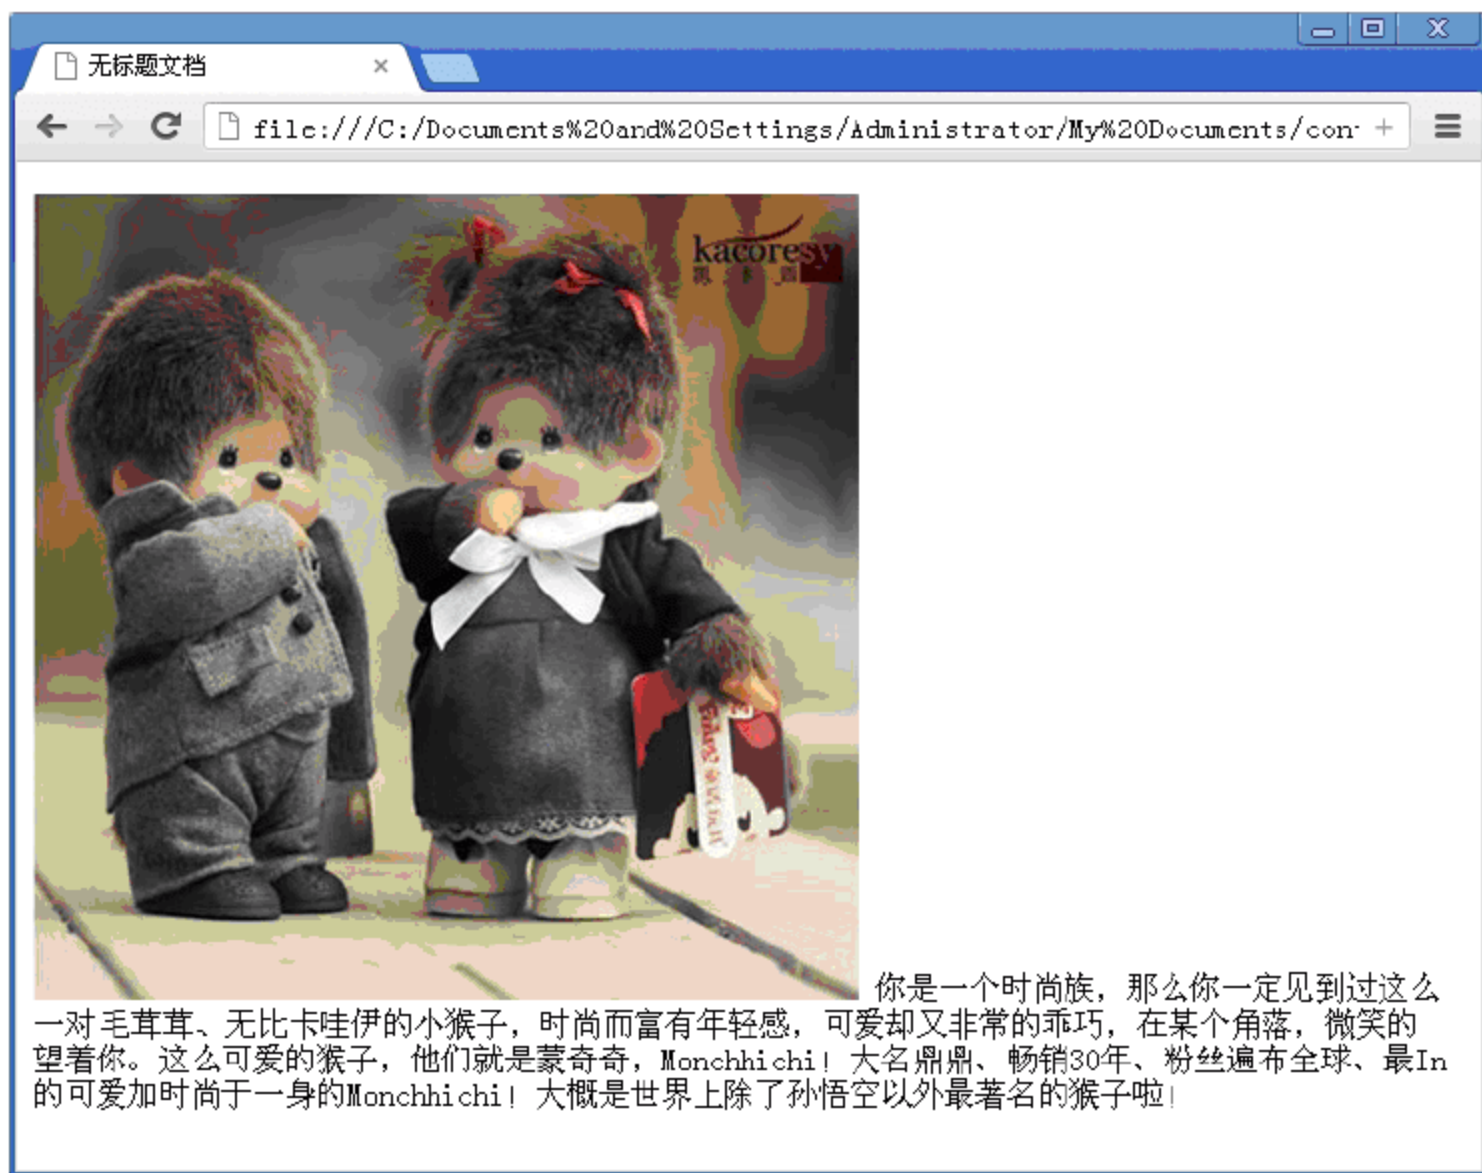 无标题文档
file:///C:/Documents%20and%20Settings/Administrator/My%20Documents/con
kacoresy
你是一个时尚族，那么你一定见到过这么
一对毛茸茸、无比卡哇伊的小猴子，时尚而富有年轻感，可爱却又非常的乖巧，在某个角落，微笑的
望着你。这么可爱的猴子，他们就是蒙奇奇，Monchhichi！大名鼎鼎、畅销30年、粉丝遍布全球、最In
的可爱加时尚于一身的Monchhichi！大概是世界上除了孙悟空以外最著名的猴子啦！